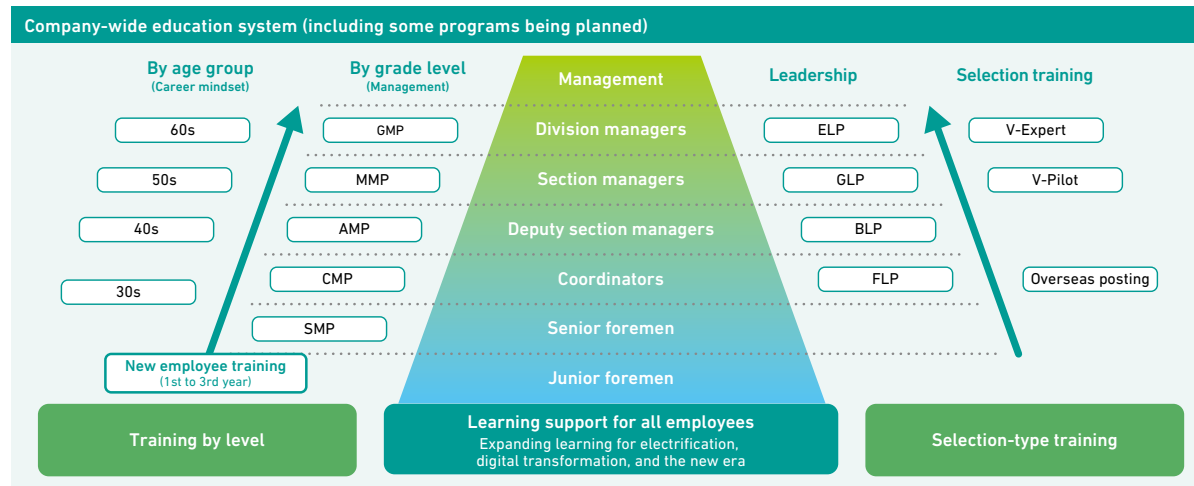 Company-wide education system (including some programs being planned)
By age group
(Career mindset)
By grade level
(Management)
Management
Leadership
Selection training
60s
GMP
Division managers
ELP
V-Expert
50s
MMP
Section managers
GLP
V-Pilot
40s
AMP
Deputy section managers
BLP
30s
CMP
Coordinators
FLP
Overseas posting
SMP
Senior foremen
New employee training
(1st to 3rd year)
Junior foremen
Training by level
Learning support for all employees
Expanding learning for electrification,
digital transformation, and the new era
Selection-type training